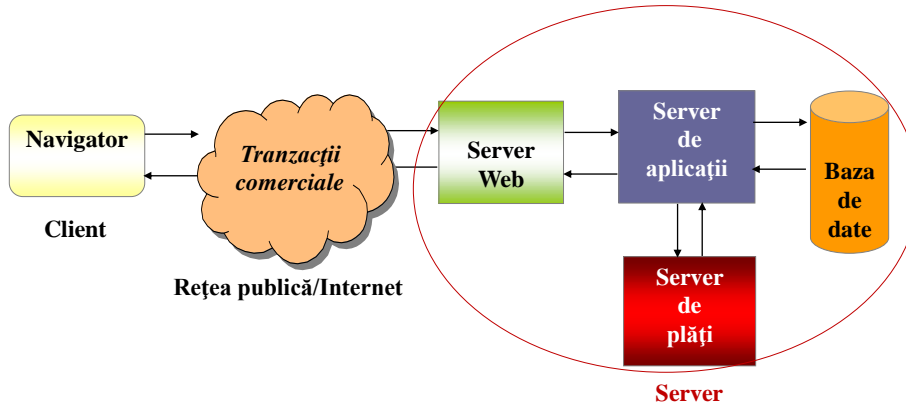 Navigator
Client
Tranzacţii
comerciale
Reţea publică/Internet
Server
Web
Server
de
aplicaţii
Baza
de
date
Server
de
plăţi
Server